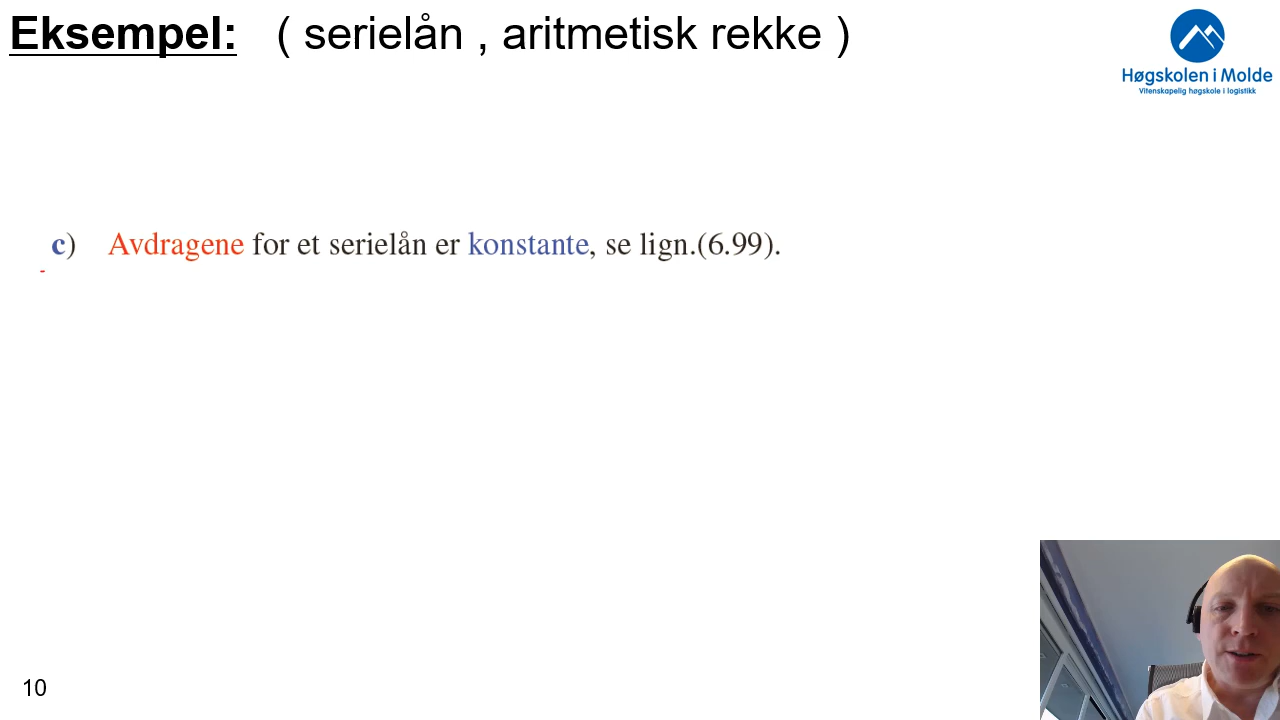 Eksempel: ( serielån , aritmetisk rekke )
Høgskolen i Molde
Vitenskapelig høgskole i logistikk
c) Avdragene for et serielån er konstante, se lign.(6.99).
10